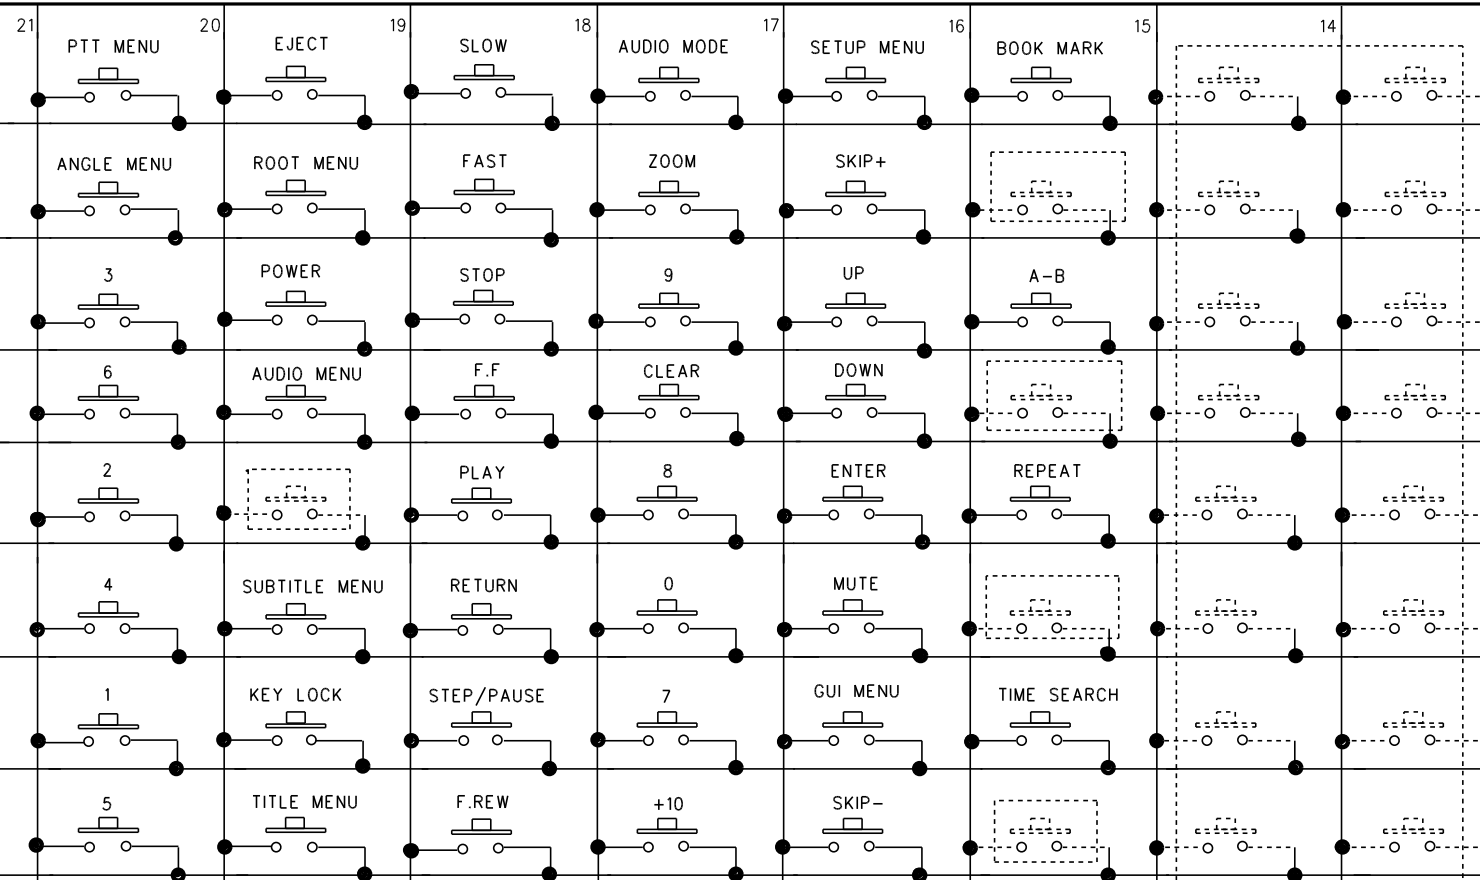 21 20 19 18 17 16 15 14
PTT MENU EJECT SLOW AUDIO MODE SETUP MENU BOOK MARK
ANGLE MENU ROOT MENU FAST ZOOM SKIP+
3 POWER STOP 9 UP A-B
6 AUDIO MENU F.F CLEAR DOWN
2 PLAY 8 ENTER REPEAT
4 SUBTITLE MENU RETURN 0 MUTE
1 KEY LOCK STEP/PAUSE 7 GUI MENU TIME SEARCH
5 TITLE MENU F.REW +10 SKIP-